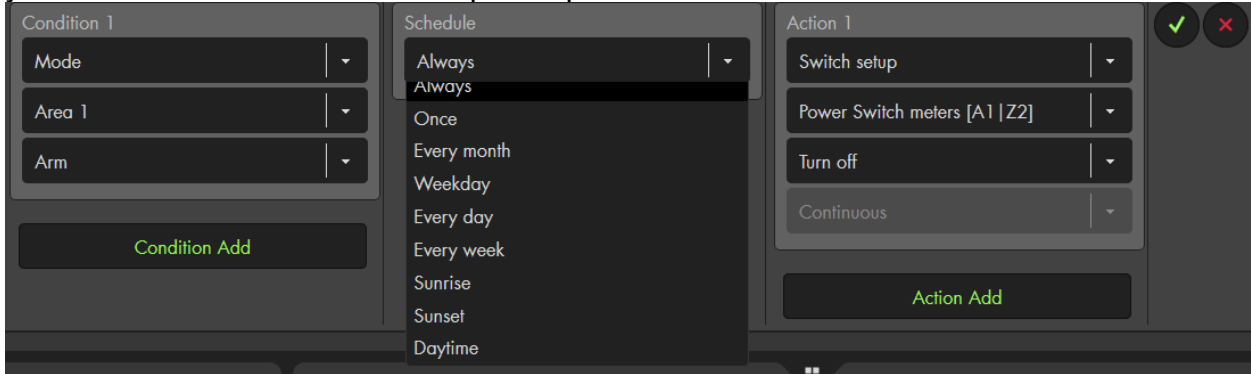 Condition 1
Mode
Area 1
Arm
Condition Add
Schedule
Always
Always
Once
Every month
Weekday
Every day
Every week
Sunrise
Sunset
Daytime
Action 1
Switch setup
Power Switch meters [A1|Z2]
Turn off
Continuous
Action Add